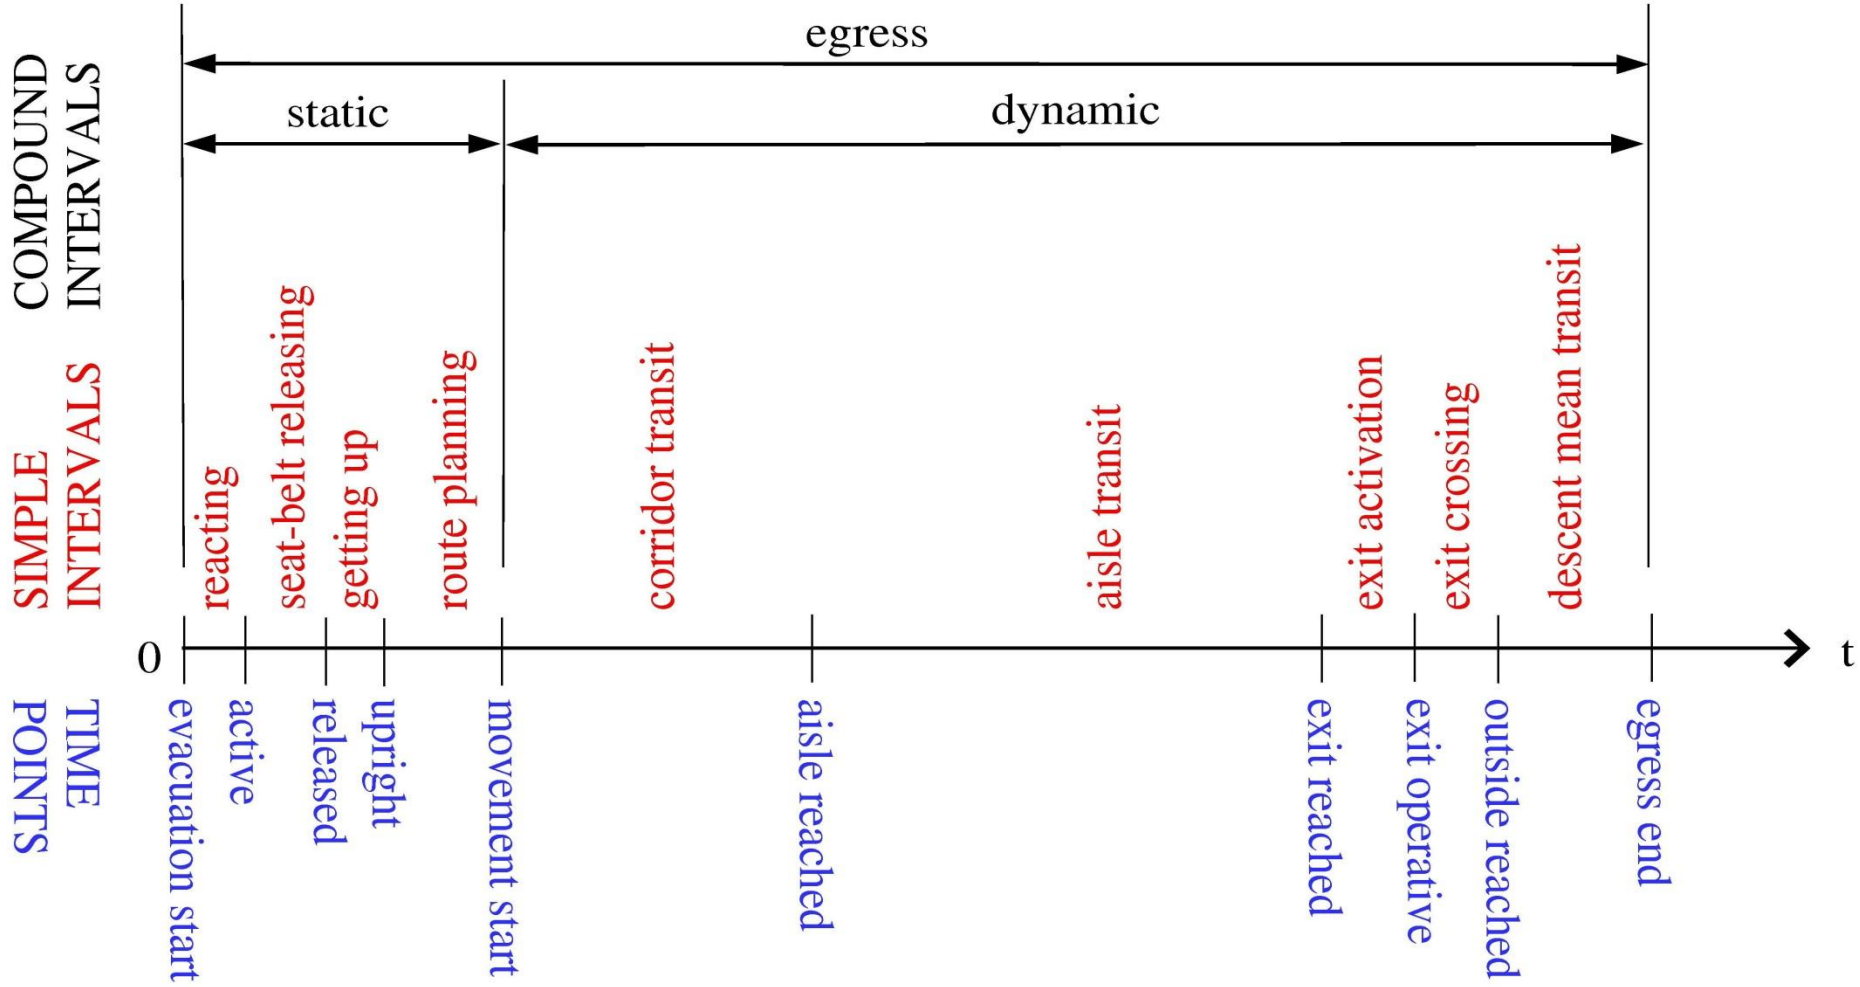 egress
static
dynamic
COMPOUND
INTERVALS
SIMPLE
INTERVALS
reacting
seat-belt releasing
getting up
route planning
corridor transit
aisle transit
exit activation
exit crossing
descent mean transit
0
t
TIME
POINTS
evacuation start
active
released
upright
movement start
aisle reached
exit reached
exit operative
outside reached
egress end